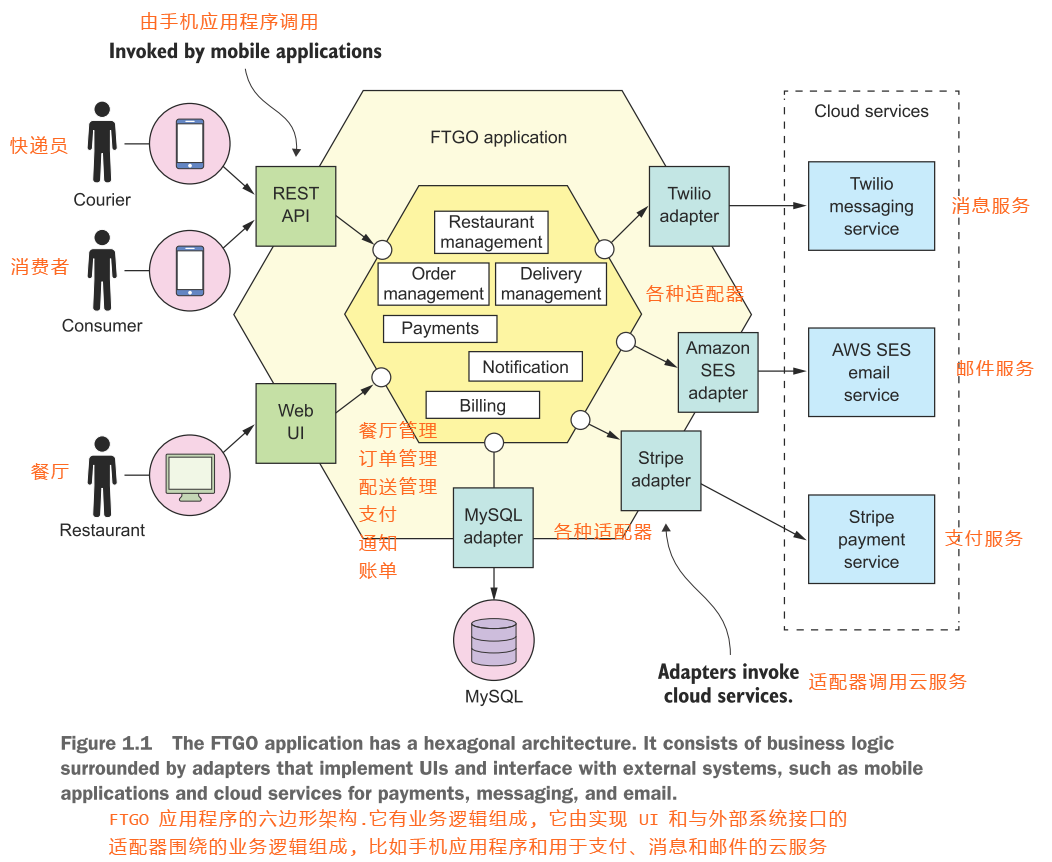 由手机应用程序调用
Invoked by mobile applications
Cloud services
FTGO application
快递员
Courier
REST
API
Twilio
adapter
Twilio
messaging
service
消息服务
Restaurant
management
消费者
Consumer
Order
management
Delivery
management
各种适配器
Payments
Notification
Billing
Amazon
SES
adapter
AWS SES
email
service
邮件服务
Web
UI
餐厅
Restaurant
餐厅管理
订单管理
配送管理
支付
通知
账单
Stripe
adapter
MySQL
adapter
各种适配器
Stripe
payment
service
支付服务
MySQL
Adapters invoke
cloud services.
适配器调用云服务
Figure 1.1 The FTGO application has a hexagonal architecture. It consists of business logic
surrounded by adapters that implement UIs and interface with external systems, such as mobile
applications and cloud services for payments, messaging, and email.
FTGO 应用程序的六边形架构.它有业务逻辑组成，它由实现 UI 和与外部系统接口的
适配器围绕的业务逻辑组成，比如手机应用程序和用于支付、消息和邮件的云服务